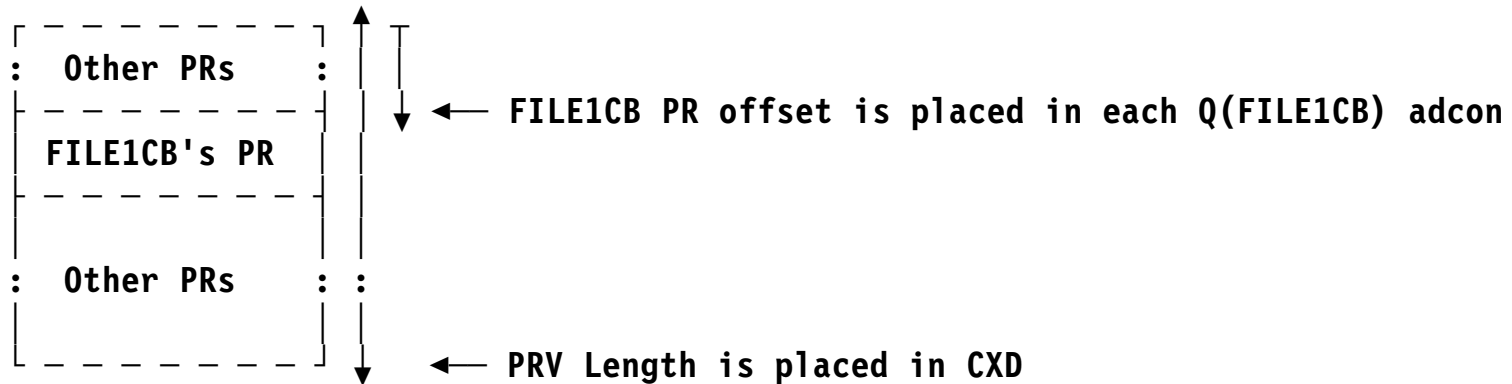 : Other PRs :
FILE1CB PR offset is placed in each Q(FILE1CB) adcon
FILE1CB's PR
: Other PRs : :
PRV Length is placed in CXD